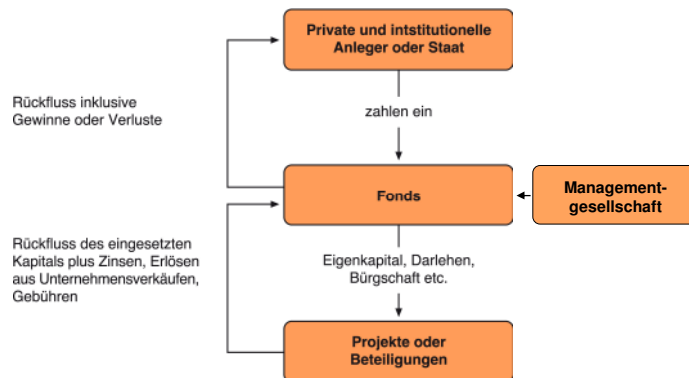 Private und intstitutionelle
Anleger oder Staat
Rückfluss inklusive
Gewinne oder Verluste
zahlen ein
Fonds
Management-
gesellschaft
Rückfluss des eingesetzten
Kapitals plus Zinsen, Erlösen
aus Unternehmensverkäufen,
Gebühren
Eigenkapital, Darlehen,
Bürgschaft etc.
Projekte oder
Beteiligungen